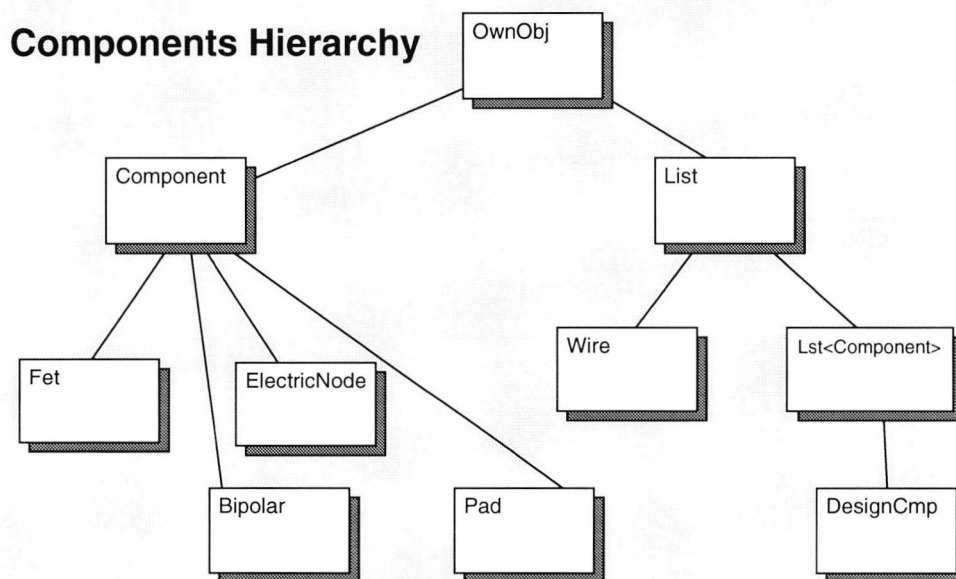 Components Hierarchy
OwnObj
Component
List
Fet
ElectricNode
Wire
Lst<Component>
Bipolar
Pad
DesignCmp